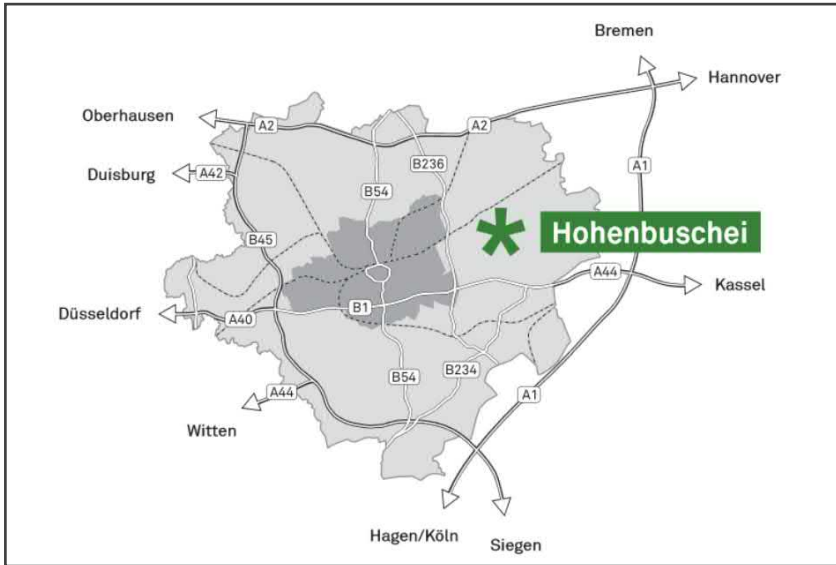 Bremen
Hannover
Oberhausen
A2
A2
Duisburg
A42
B236
A1
B54
B45
Hohenbuschei
A44
Kassel
Düsseldorf
A40
B1
B54
B234
A44
A1
Witten
Hagen/Köln
Siegen